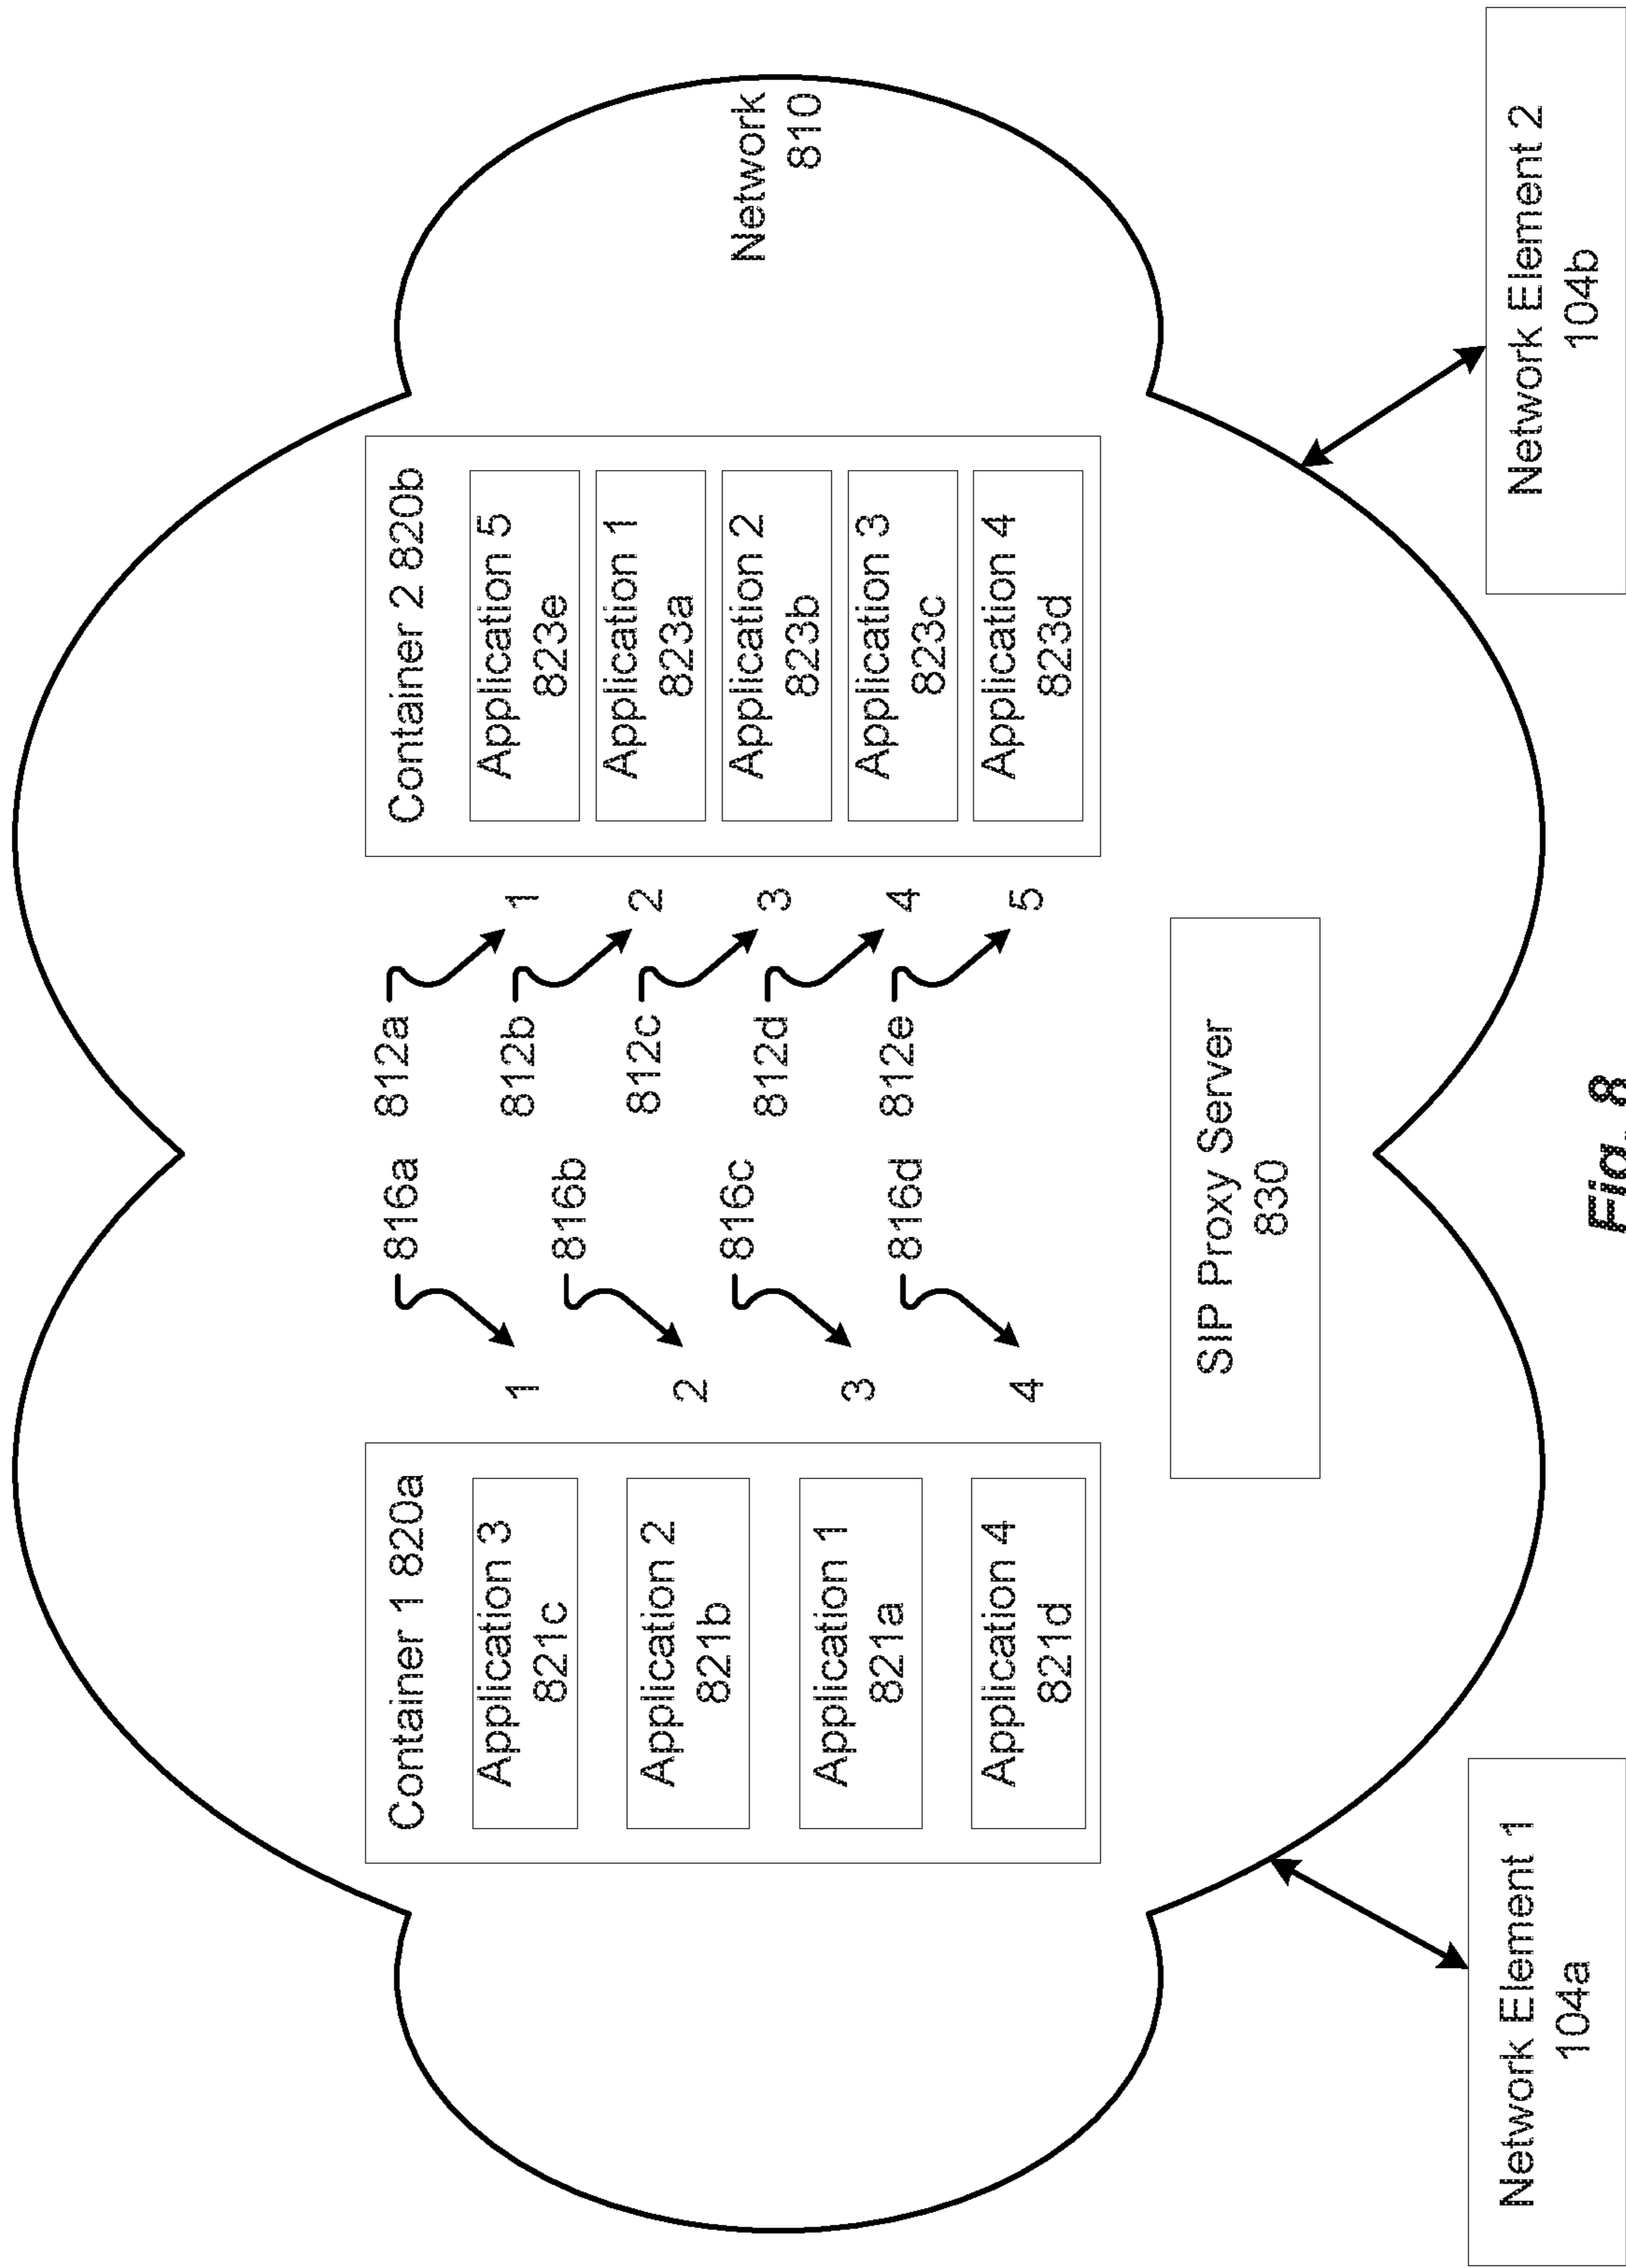 Network
810
Container 1 820a
Application 3
821c
Application 2
821b
Application 1
821a
Application 4
821d
816a
1
816b
2
816c
3
816d
4
812a
1
812b
2
812c
3
812d
4
812e
5
Container 2 820b
Application 5
823e
Application 1
823a
Application 2
823b
Application 3
823c
Application 4
823d
SIP Proxy Server
830
Network Element 1
104a
Network Element 2
104b
Fig. 8